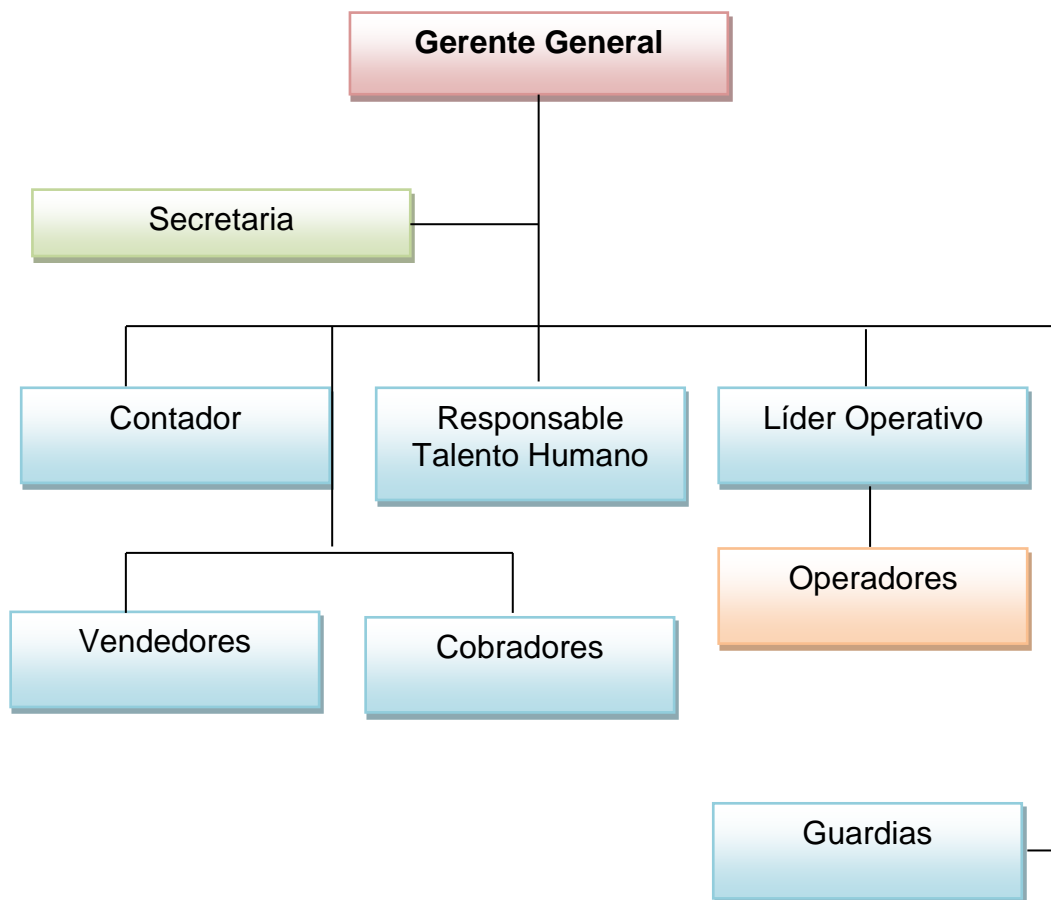 Gerente General
Secretaria
Contador
Responsable
Talento Humano
Líder Operativo
Operadores
Vendedores
Cobradores
Guardias